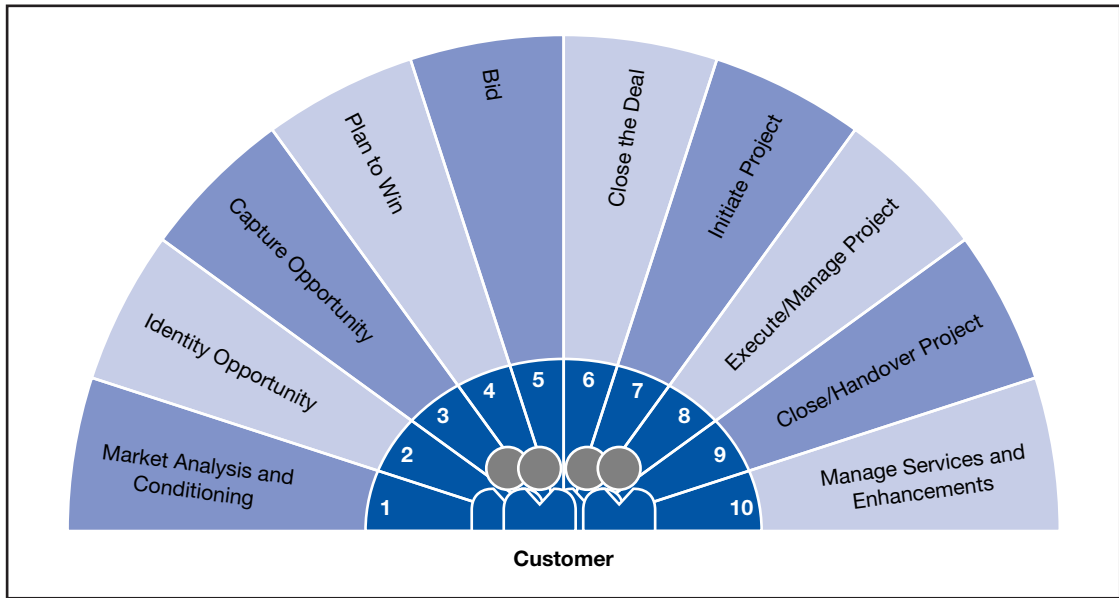 Market Analysis and
Conditioning
Identity Opportunity
Capture Opportunity
Plan to Win
Bid
Close the Deal
Initiate Project
Execute/Manage Project
Close/Handover Project
Manage Services and
Enhancements
1
2
3
4
5
6
7
8
9
10
Customer